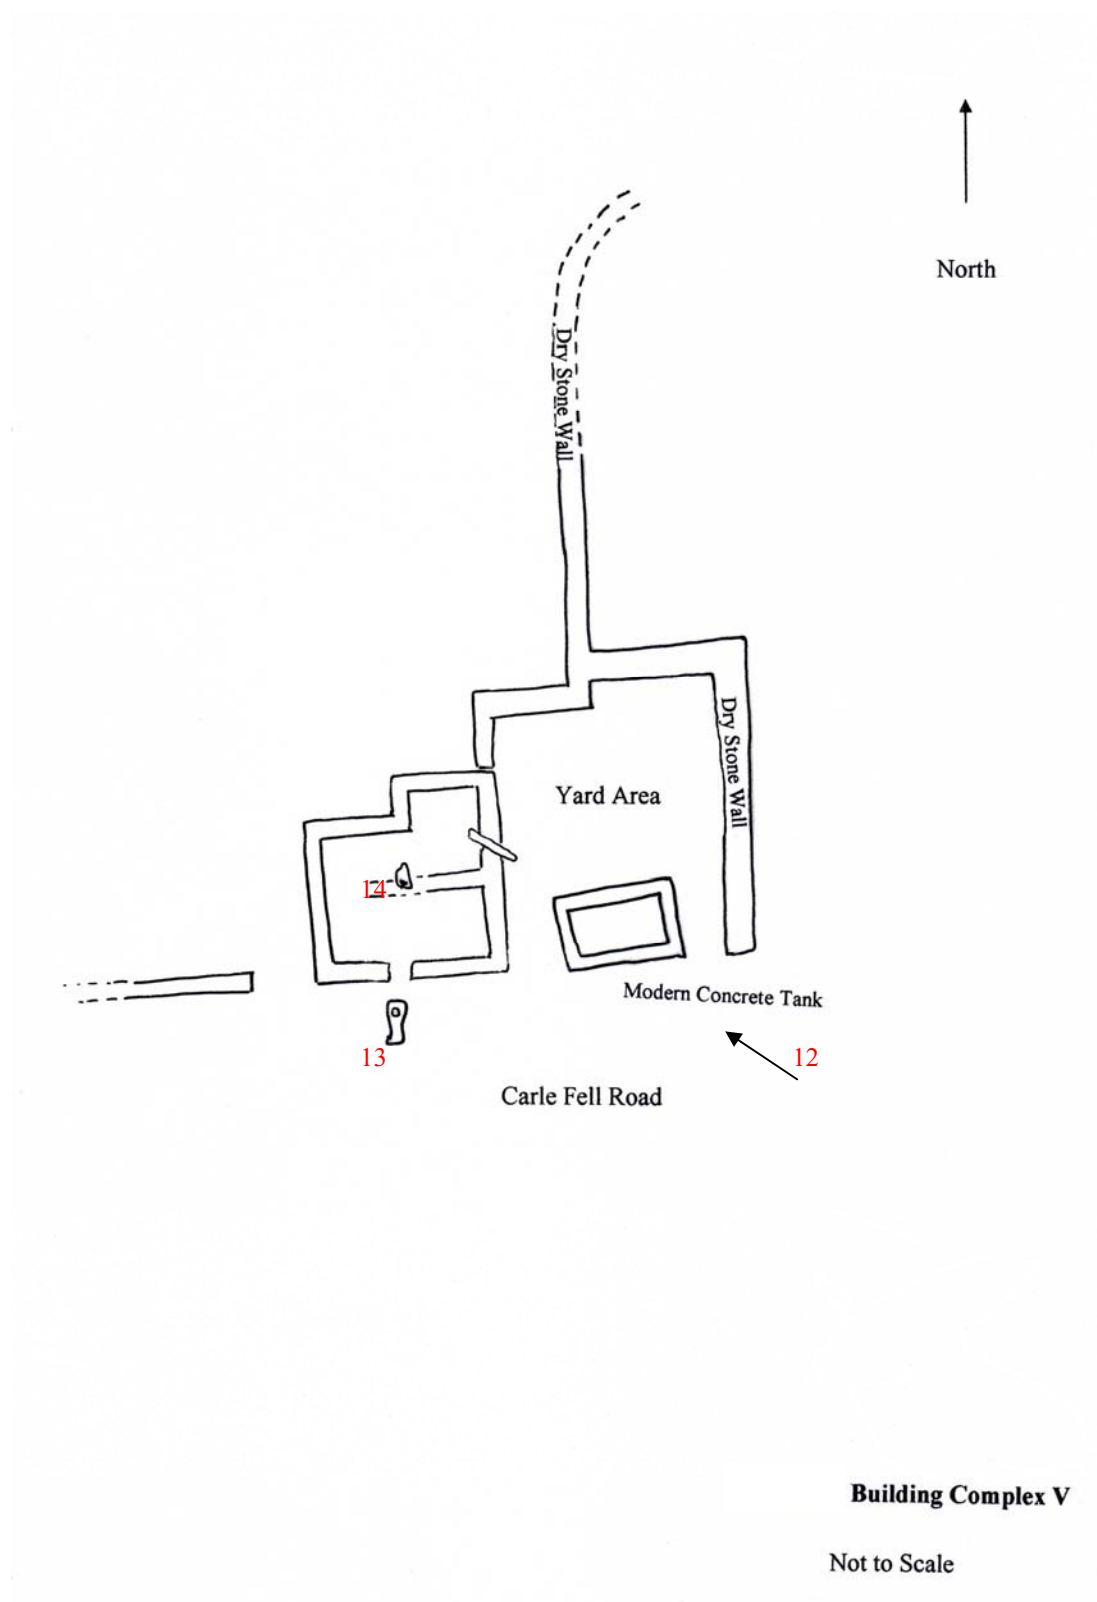 North
Dry Stone Wall
Dry Stone Wall
Yard Area
14
Modern Concrete Tank
13
12
Carle Fell Road
Building Complex V
Not to Scale